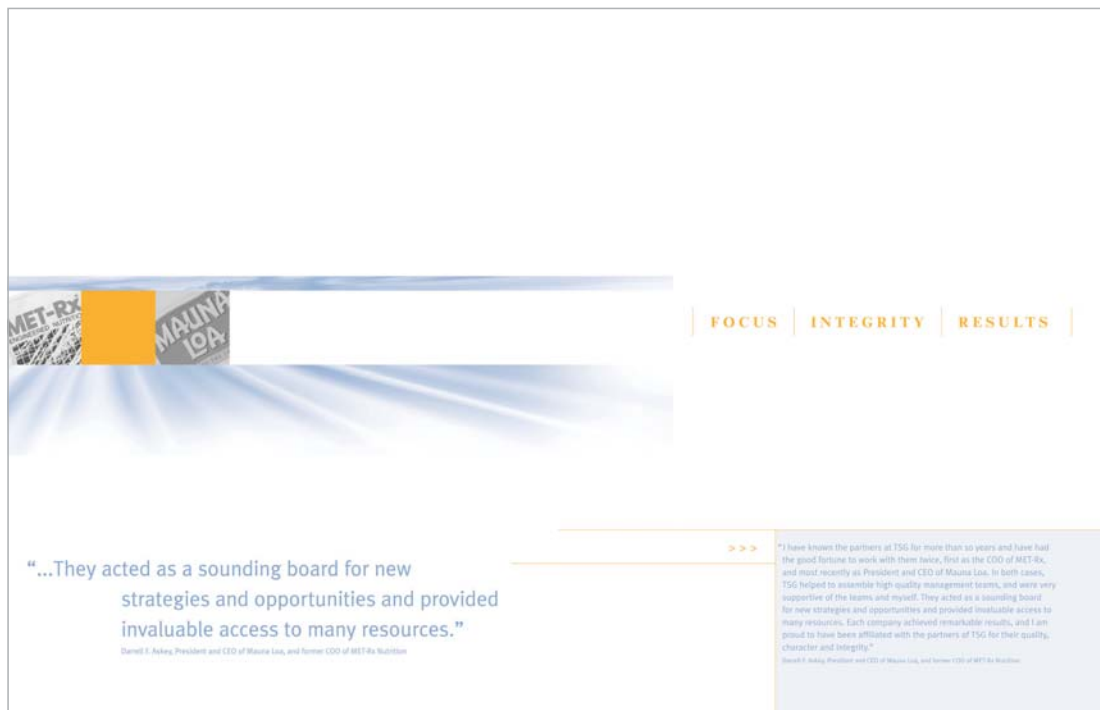 MET-Rx
ENGINEERED NUTRITION
MAUNA
LOA
FOCUS
INTEGRITY
RESULTS
“...They acted as a sounding board for new
strategies and opportunities and provided
invaluable access to many resources.”
Darrell F. Askey, President and CEO of Mauna Loa, and former COO of MET-Rx Nutrition
> > >
“I have known the partners at TSG for more than 10 years and have had
the good fortune to work with them twice, first as the COO of MET-Rx,
and most recently as President and CEO of Mauna Loa. In both cases,
TSG helped to assemble high quality management teams, and were very
supportive of the teams and myself. They acted as a sounding board
for new strategies and opportunities and provided invaluable access to
many resources. Each company achieved remarkable results, and I am
proud to have been affiliated with the partners of TSG for their quality,
character and integrity.”
Darrell F. Askey, President and CEO of Mauna Loa, and former COO of MET-Rx Nutrition